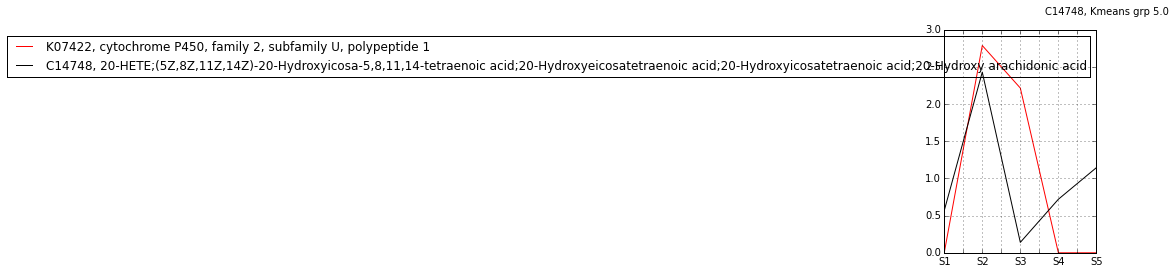 C14748, Kmeans grp 5.0
K07422, cytochrome P450, family 2, subfamily U, polypeptide 1
C14748, 20-HETE;(5Z,8Z,11Z,14Z)-20-Hydroxyicosa-5,8,11,14-tetraenoic acid;20-Hydroxyeicosatetraenoic acid;20-Hydroxyicosatetraenoic acid;20-Hydroxy arachidonic acid
3.0
2.5
2.0
1.5
1.0
0.5
0.0
S1 S2 S3 S4 S5